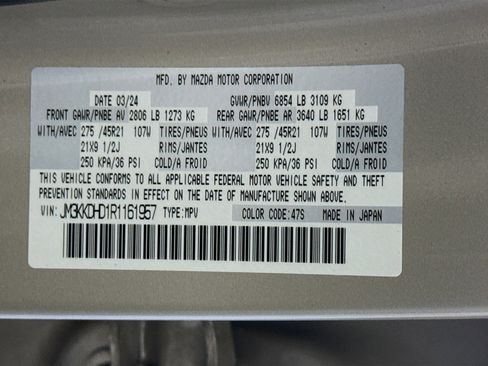 MFD. BY MAZDA MOTOR CORPORATION
DATE 03/24 GVWR/PNBV 6854 LB 3109 KG
FRONT GAWR/PNBE AV 2806 LB 1273 KG REAR GAWR/PNBE AR 3640 LB 1651 KG
WITH/AVEC 275 /45R21 107W TIRES/PNEUS WITH/AVEC 275 /45R21 107W TIRES/PNEUS
21X9 1/2J RIMS/JANTES 21X9 1/2J RIMS/JANTES
250 KPA/36 PSI COLD/A FROID 250 KPA/36 PSI COLD/A FROID
THIS VEHICLE CONFORMS TO ALL APPLICABLE FEDERAL MOTOR VEHICLE SAFETY AND THEFT
PREVENTION STANDARDS IN EFFECT ON THE DATE OF MANUFACTURE SHOWN ABOVE.
VIN: JM3KKDHD1R1161957 TYPE:MPV COLOR CODE:47S MADE IN JAPAN